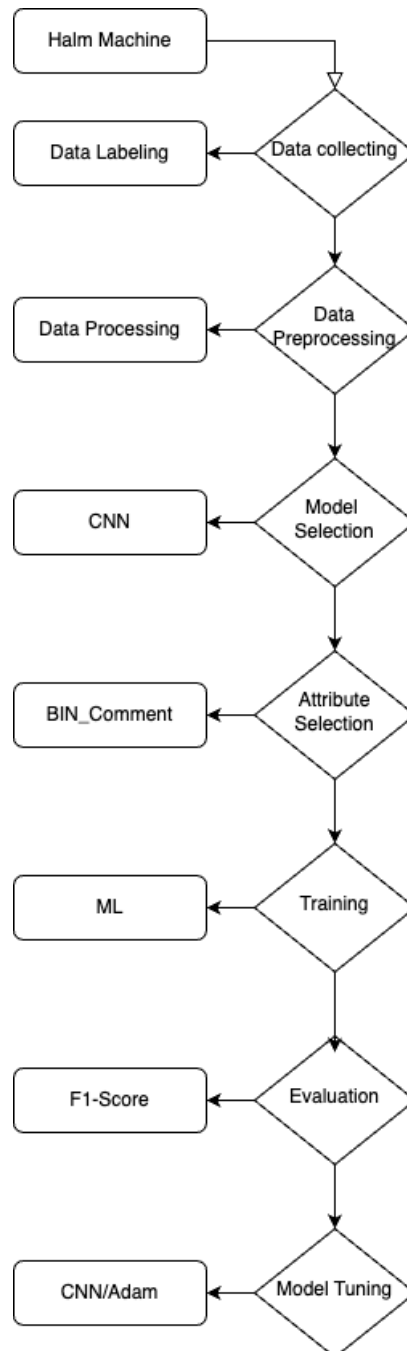 Halm Machine
Data collecting
Data Labeling
Data
Preprocessing
Data Processing
Model
Selection
CNN
Attribute
Selection
BIN_Comment
Training
ML
Evaluation
F1-Score
Model Tuning
CNN/Adam